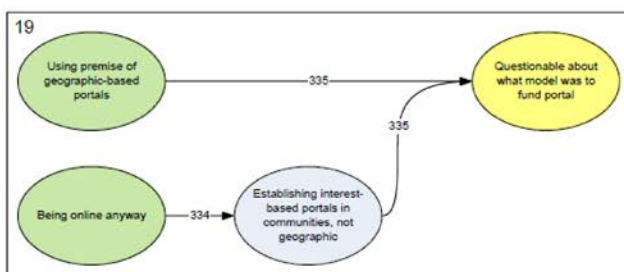 19
Using premise of
geographic-based
portals
335
Questionable about
what model was to
fund portal
335
Being online anyway
334
Establishing interest-
based portals in
communities, not
geographic